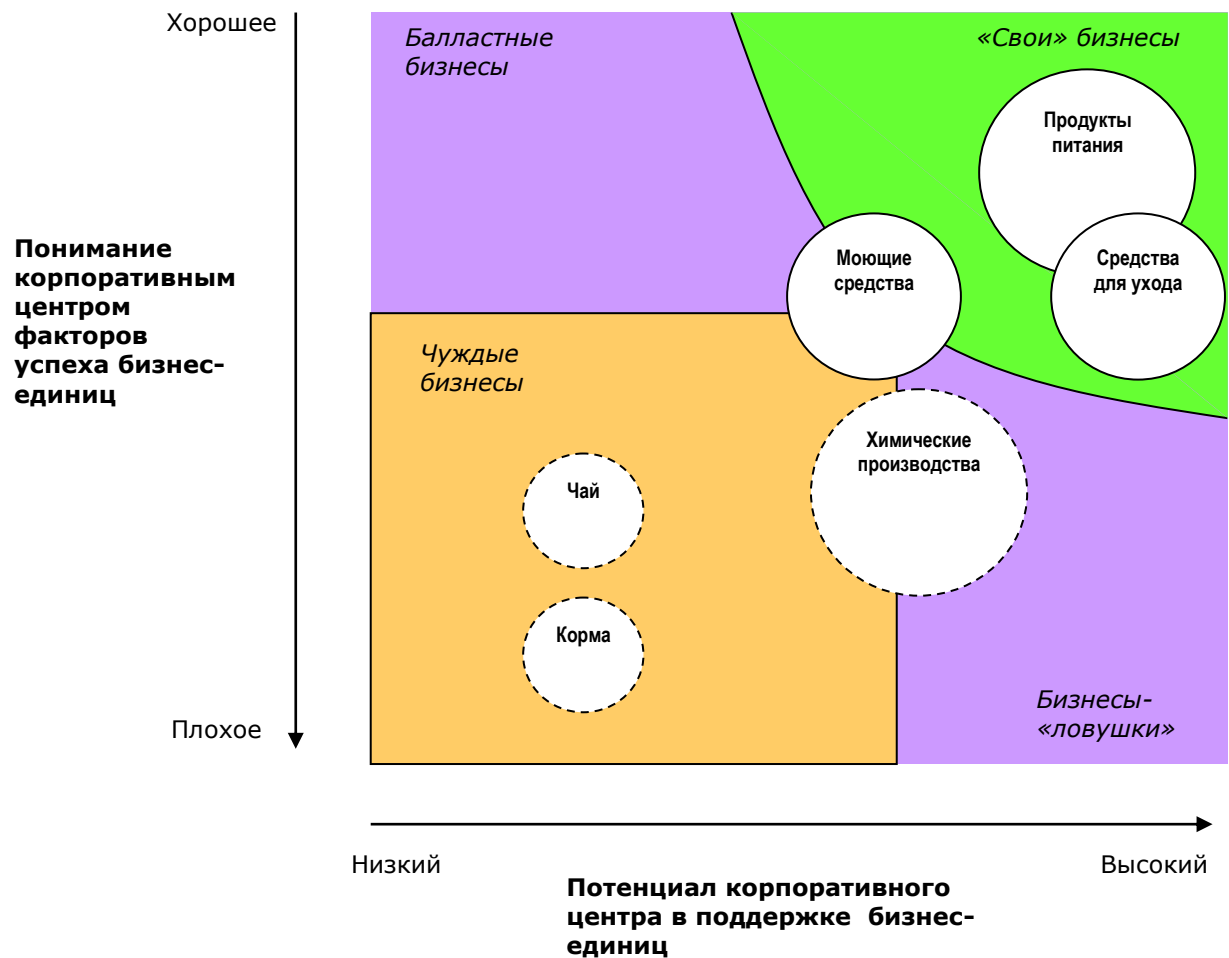 Хорошее
Балластные
бизнесы
«Свои» бизнесы
Продукты
питания
Понимание
корпоративным
центром
факторов
успеха бизнес-
единиц
Моющие
средства
Средства
для ухода
Чуждые
бизнесы
Химические
производства
Чай
Корма
Бизнесы-
«ловушки»
Плохое
Низкий
Высокий
Потенциал корпоративного
центра в поддержке бизнес-
единиц